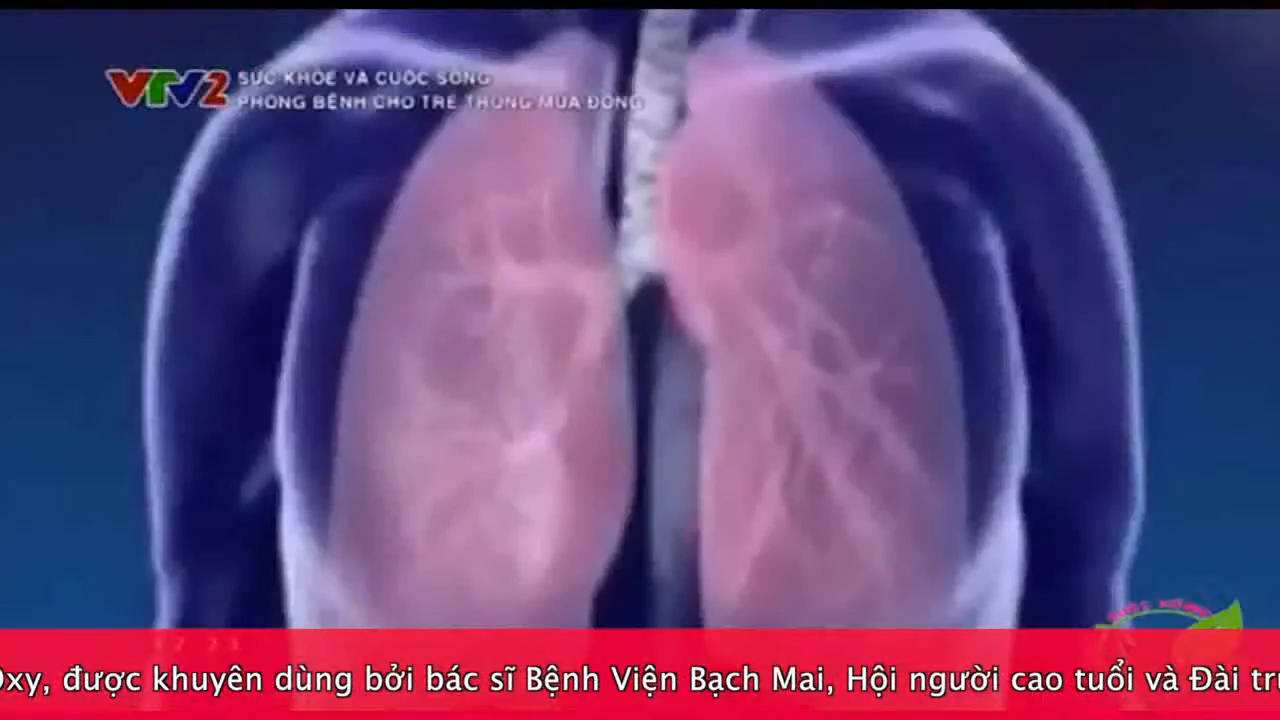 VTV2
SỨC KHỎE VÀ CUỘC SỐNG
PHÒNG BỆNH CHO TRẺ TRONG MÙA ĐÔNG
Oxy, được khuyên dùng bởi bác sĩ Bệnh Viện Bạch Mai, Hội người cao tuổi và Đài